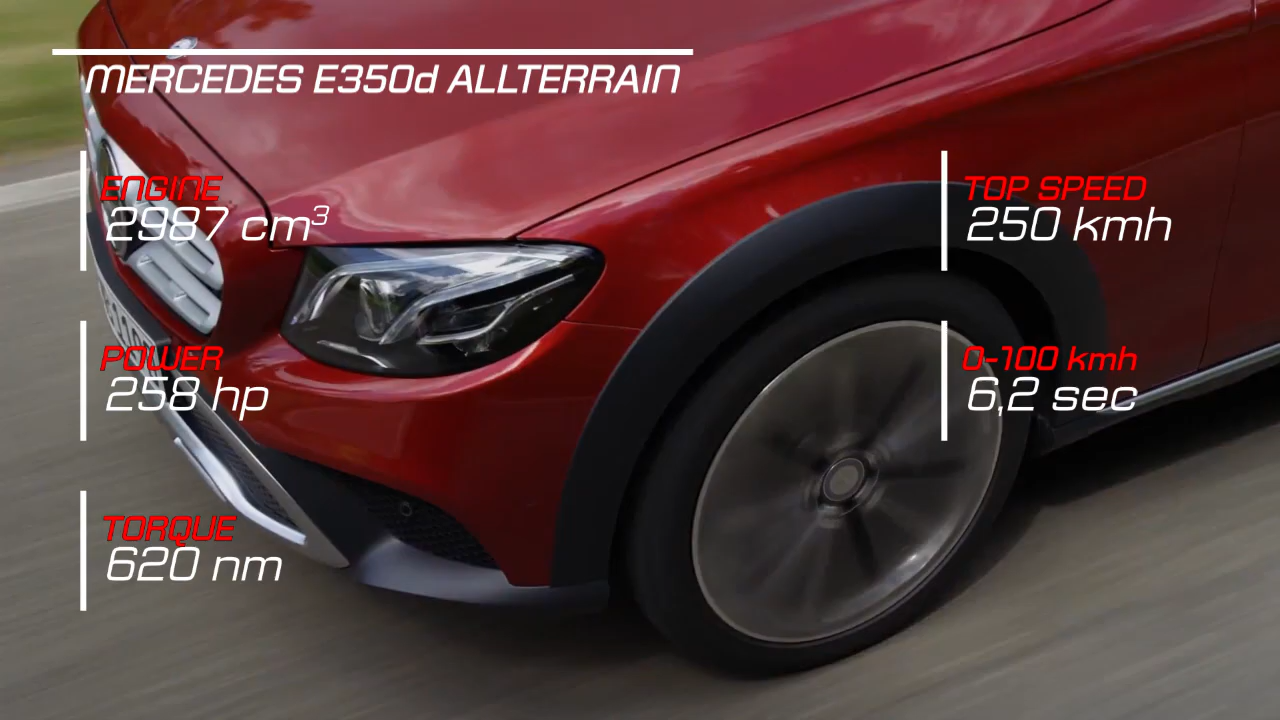 MERCEDES E350d ALLTERRAIN
ENGINE
2987 cm³
POWER
258 hp
TORQUE
620 nm
TOP SPEED
250 kmh
0-100 kmh
6,2 sec